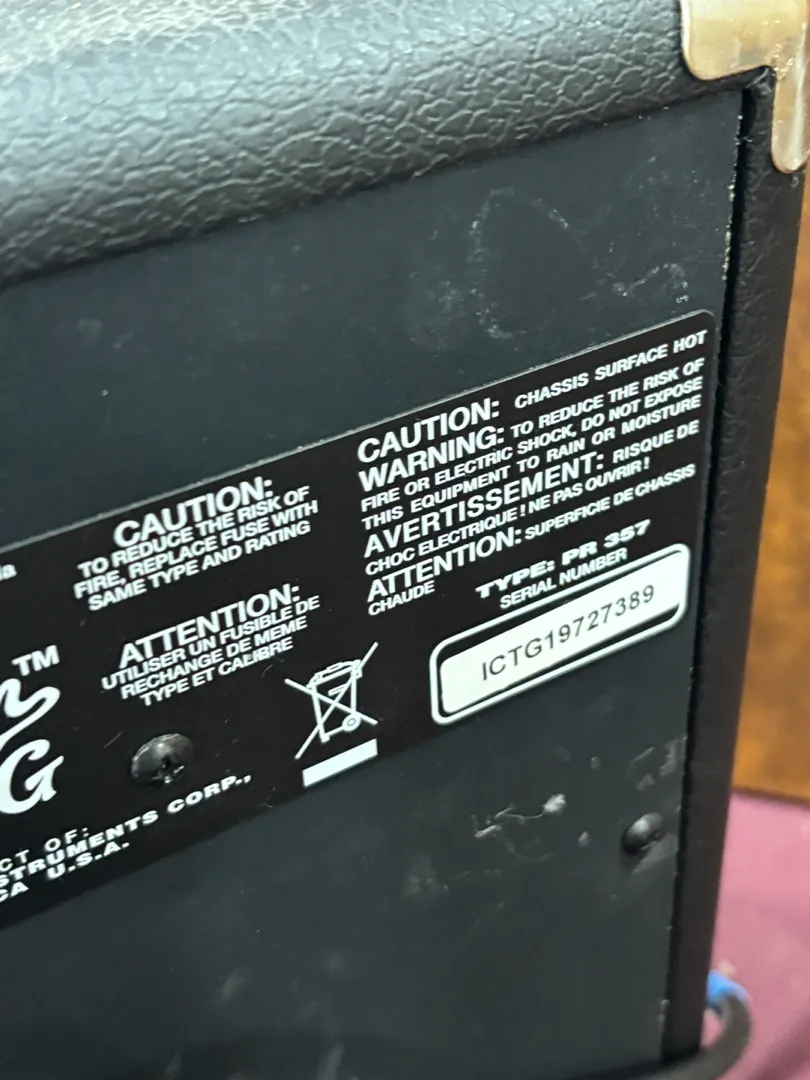 CAUTION: CHASSIS SURFACE HOT
WARNING: TO REDUCE THE RISK OF
FIRE OR ELECTRIC SHOCK, DO NOT EXPOSE
THIS EQUIPMENT TO RAIN OR MOISTURE
AVERTISSEMENT: RISQUE DE
CHOC ELECTRIQUE ! NE PAS OUVRIR !
ATTENTION: SUPERFICIE DE CHASSIS
CHAUDE
CAUTION:
TO REDUCE THE RISK OF
FIRE, REPLACE FUSE WITH
SAME TYPE AND RATING
ATTENTION:
UTILISER UN FUSIBLE DE
RECHANGE DE MEME
TYPE ET CALIBRE
TYPE: PR 357
SERIAL NUMBER
ICTG19727389
TM
G
CT OF:
STRUMENTS CORP.,
CA U.S.A.